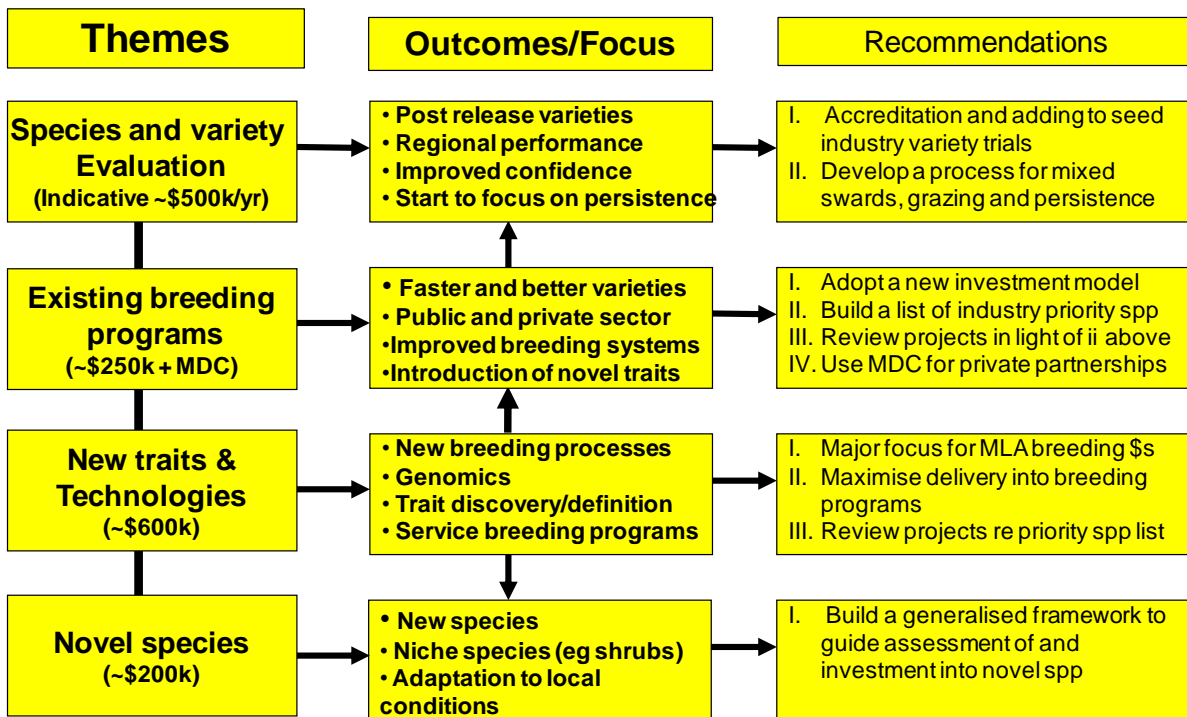 Themes
Outcomes/Focus
Recommendations
Species and variety
Evaluation
(Indicative ~$500k/yr)
• Post release varieties
• Regional performance
• Improved confidence
• Start to focus on persistence
I. Accreditation and adding to seed
industry variety trials
II. Develop a process for mixed
swards, grazing and persistence
Existing breeding
programs
(~$250k + MDC)
• Faster and better varieties
• Public and private sector
• Improved breeding systems
• Introduction of novel traits
I. Adopt a new investment model
II. Build a list of industry priority spp
III. Review projects in light of ii above
IV. Use MDC for private partnerships
New traits &
Technologies
(~$600k)
• New breeding processes
• Genomics
• Trait discovery/definition
• Service breeding programs
I. Major focus for MLA breeding $s
II. Maximise delivery into breeding
programs
III. Review projects re priority spp list
Novel species
(~$200k)
• New species
• Niche species (eg shrubs)
• Adaptation to local
conditions
I. Build a generalised framework to
guide assessment of and
investment into novel spp